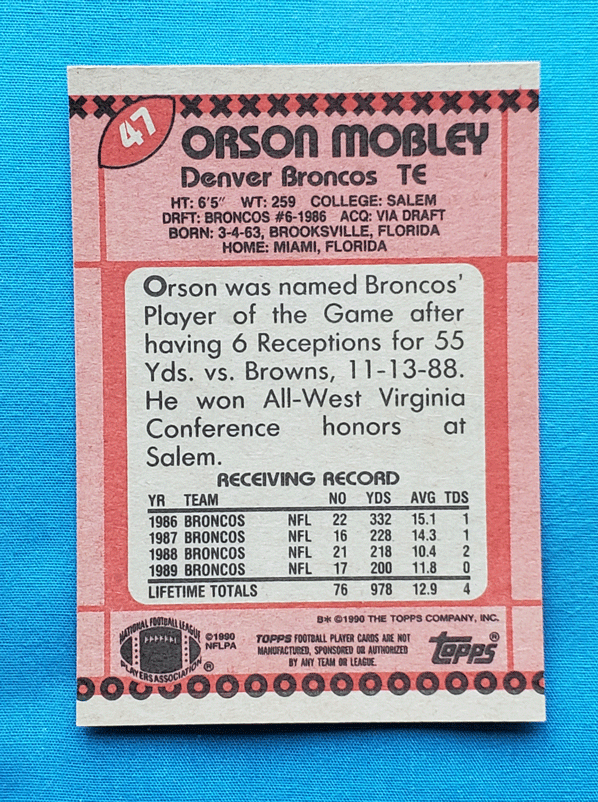 47
ORSON MOBLEY
Denver Broncos TE
HT: 6'5" WT: 259 COLLEGE: SALEM
DRFT: BRONCOS #6-1986 ACQ: VIA DRAFT
BORN: 3-4-63, BROOKSVILLE, FLORIDA
HOME: MIAMI, FLORIDA
Orson was named Broncos'
Player of the Game after
having 6 Receptions for 55
Yds. vs. Browns, 11-13-88.
He won All-West Virginia
Conference honors at
Salem.
RECEIVING RECORD
YR TEAM NO YDS AVG TDS
1986 BRONCOS NFL 22 332 15.1 1
1987 BRONCOS NFL 16 228 14.3 1
1988 BRONCOS NFL 21 218 10.4 2
1989 BRONCOS NFL 17 200 11.8 0
LIFETIME TOTALS 76 978 12.9 4
B* ©1990 THE TOPPS COMPANY, INC.
NATIONAL FOOTBALL LEAGUE
PLAYERS ASSOCIATION ®
©1990
NFLPA
TOPPS FOOTBALL PLAYER CARDS ARE NOT
MANUFACTURED, SPONSORED OR AUTHORIZED
BY ANY TEAM OR LEAGUE.
Topps®